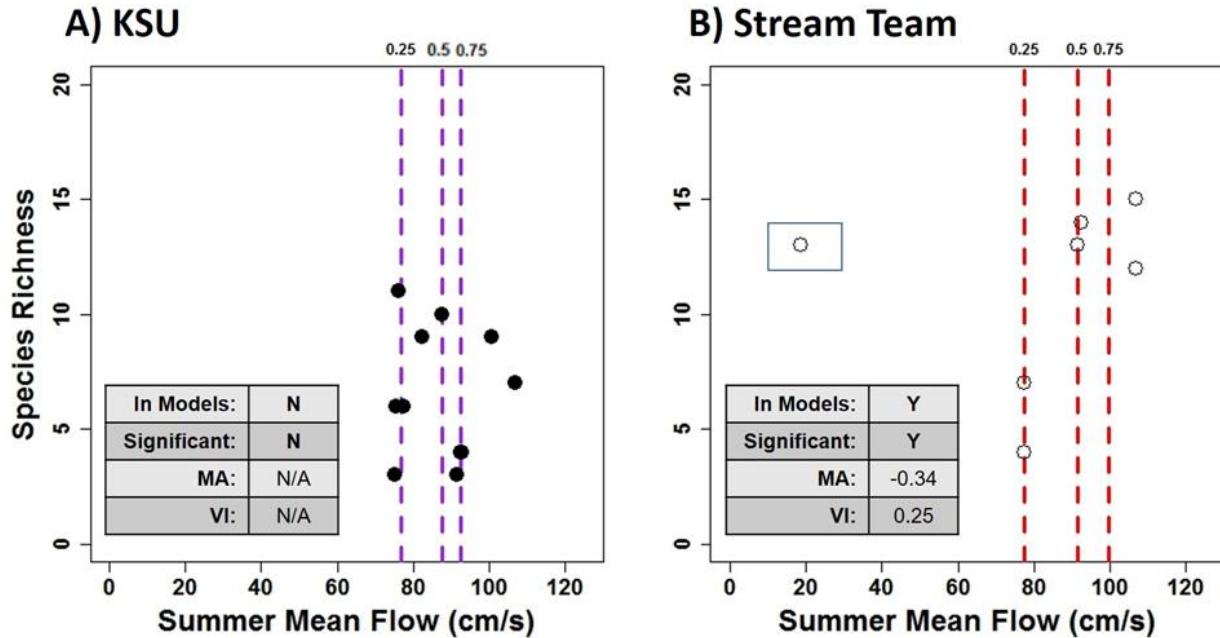 A) KSU
0.25 0.5 0.75
20
15
10
5
0
Species Richness
In Models: N
Significant: N
MA: N/A
VI: N/A
0 20 40 60 80 100 120
Summer Mean Flow (cm/s)
B) Stream Team
0.25 0.5 0.75
20
15
10
5
0
In Models: Y
Significant: Y
MA: -0.34
VI: 0.25
0 20 40 60 80 100 120
Summer Mean Flow (cm/s)